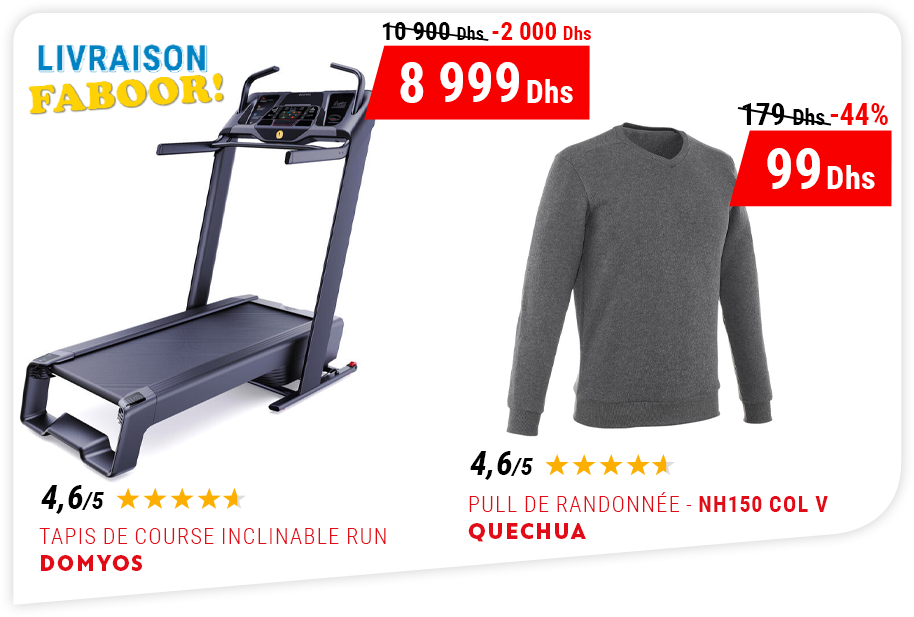 LIVRAISON
FABOOR!
10 900 Dhs -2 000 Dhs
8 999 Dhs
179 Dhs -44%
99 Dhs
4,6/5
TAPIS DE COURSE INCLINABLE RUN
DOMYOS
4,6/5
PULL DE RANDONNÉE - NH150 COL V
QUECHUA